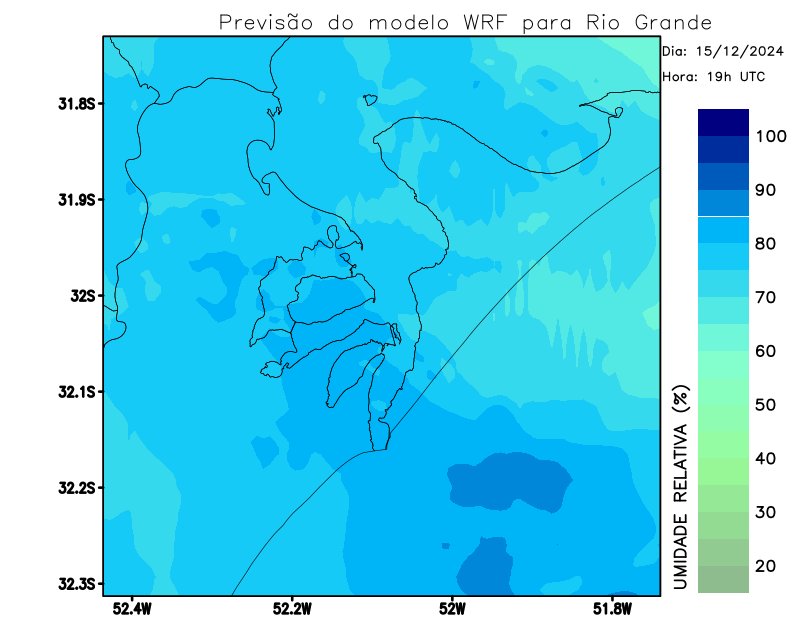 Previsão do modelo WRF para Rio Grande
Dia: 15/12/2024
Hora: 19h UTC
31.8S
31.9S
32S
32.1S
32.2S
32.3S
52.4W
52.2W
52W
51.8W
100
90
80
70
60
50
40
30
20
UMIDADE RELATIVA (%)